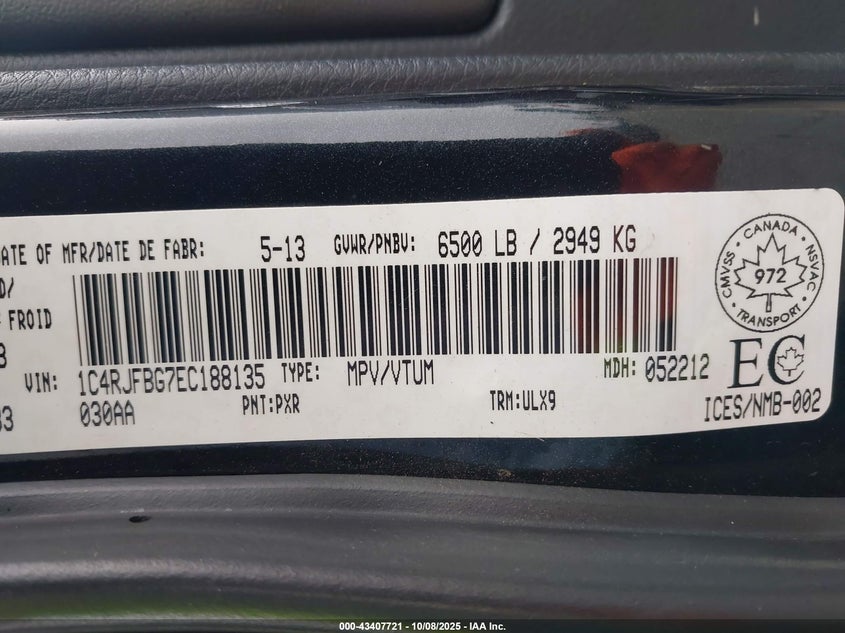 ATE OF MFR/DATE DE FABR: 5-13 GVWR/PNBV: 6500 LB / 2949 KG
D/
FROID
3
VIN: 1C4RJFBG7EC188135 TYPE: MPV/VTUM MDH: 052212
33 030AA PNT:PXR TRM:ULX9
CMVSS • CANADA • NSVAC • TRANSPORT •
972
EC
ICES/NMB-002
000-43407721 - 10/08/2025 - IAA Inc.